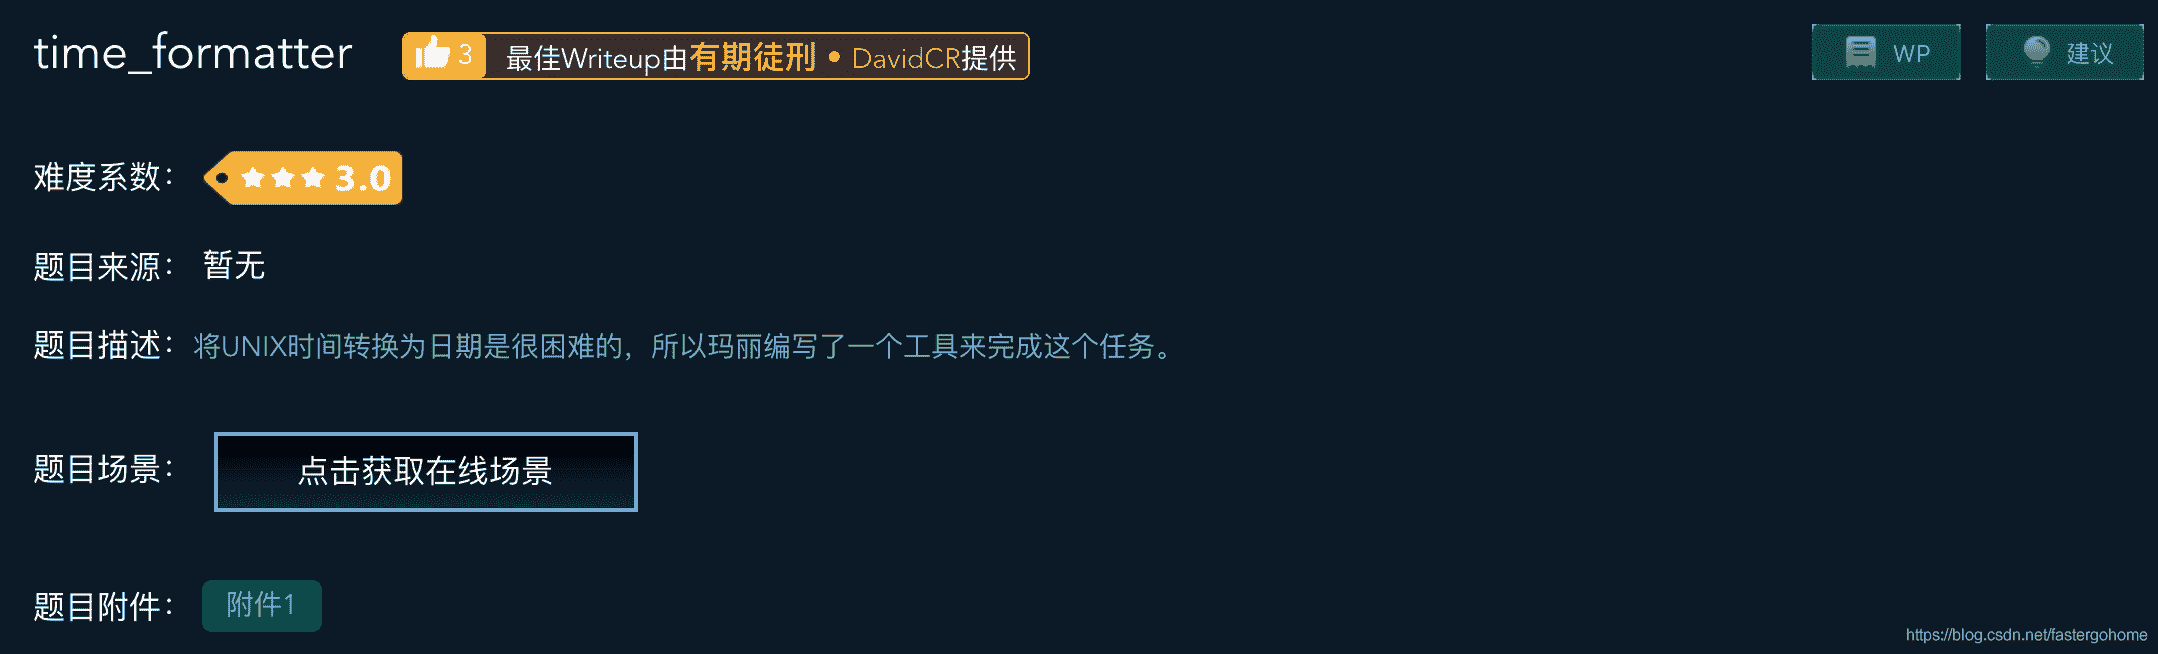 time_formatter 3 最佳Writeup由有期徒刑 • DavidCR提供 WP 建议
难度系数： 3.0
题目来源： 暂无
题目描述： 将UNIX时间转换为日期是很困难的，所以玛丽编写了一个工具来完成这个任务。
题目场景： 点击获取在线场景
题目附件： 附件1
https://blog.csdn.net/fastergohome